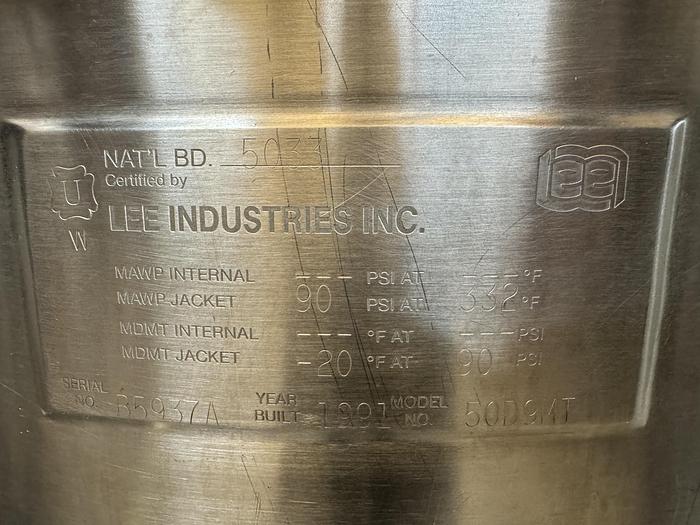 NAT'L BD. 5033
Certified by
U
W
LEE INDUSTRIES INC.
Lee
MAWP INTERNAL --- PSI AT ---°F
MAWP JACKET 90 PSI AT 332°F
MDMT INTERNAL --- °F AT ---PSI
MDMT JACKET -20 °F AT 90 PSI
SERIAL NO. B5937A YEAR BUILT 1991 MODEL NO. 50D9MT